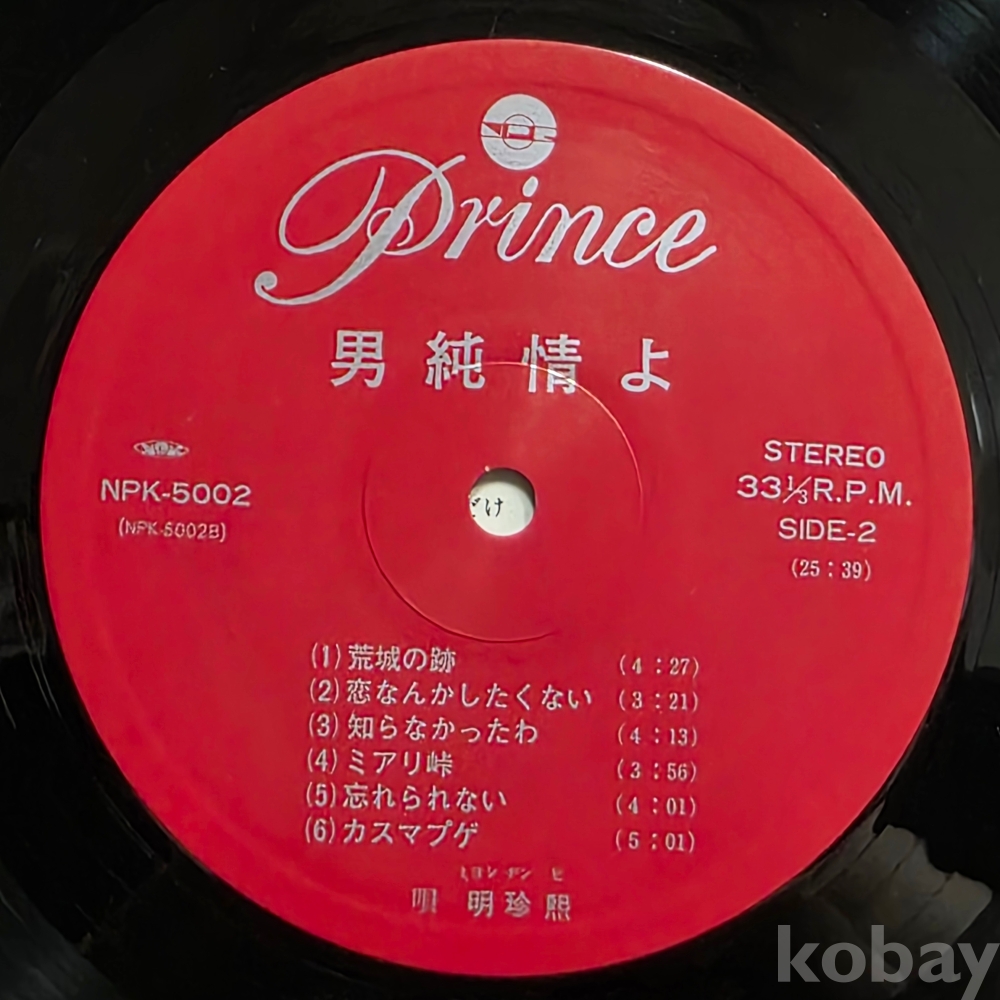 Prince
男純情よ
NPK-5002
(NPK-5002B)
STEREO
33⅓R.P.M.
SIDE-2
(25:39)
だけ
(1)荒城の跡 (4:27)
(2)恋なんかしたくない (3:21)
(3)知らなかったわ (4:13)
(4)ミアリ峠 (3:56)
(5)忘れられない (4:01)
(6)カスマプゲ (5:01)
ミヨン ヂン ヒ
唄 明珍熙
kobay